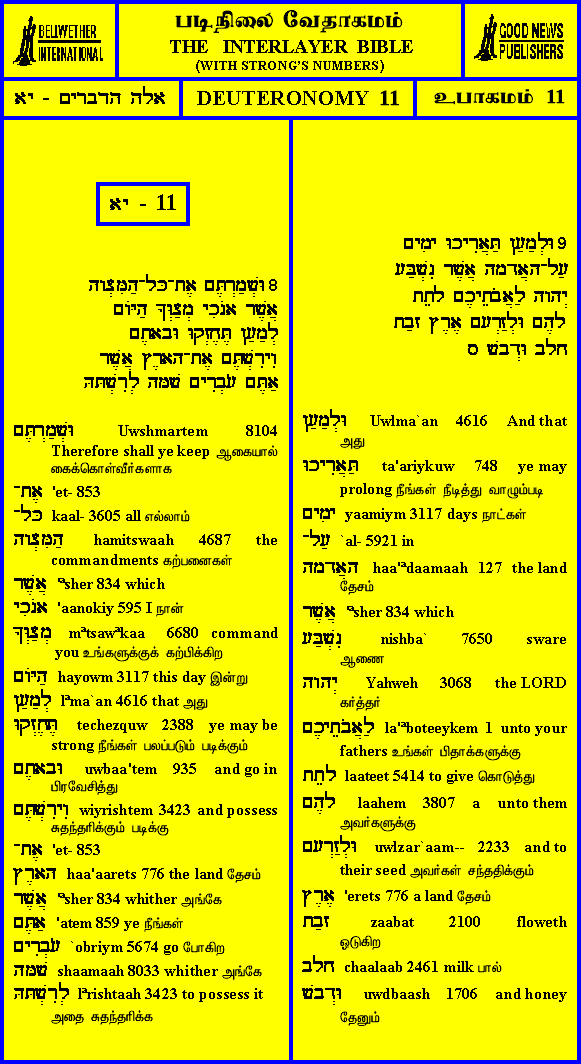 BELLWETHER
INTERNATIONAL
படிநிலை வேதாகமம்
THE INTERLAYER BIBLE
(WITH STRONG'S NUMBERS)
GOOD NEWS
PUBLISHERS
אלה הדברים - יא
DEUTERONOMY 11
உபாகமம் 11
יא - 11
8 וּשְׁמַרְתֶּם אֶת־כָּל־הַמִּצְוָה
אֲשֶׁר אָנֹכִי מְצַוְּךָ הַיּוֹם
לְמַעַן תֶּחֶזְקוּ וּבָאתֶם
וִירִשְׁתֶּם אֶת־הָאָרֶץ אֲשֶׁר
אַתֶּם עֹבְרִים שָׁמָּה לְרִשְׁתָּהּ
וּשְׁמַרְתֶּם Uwshmartem 8104
Therefore shall ye keep ஆகையால்
கைக்கொள்வீர்களாக
אֶת־ 'et- 853
כָּל־ kaal- 3605 all எல்லாம்
הַמִּצְוָה hamitswaah 4687 the
commandments கற்பனைகள்
אֲשֶׁר ªsher 834 which
אָנֹכִי 'aanokiy 595 I நான்
מְצַוְּךָ mªtsawªkaa 6680 command
you உங்களுக்குக் கற்பிக்கிற
הַיּוֹם hayowm 3117 this day இன்று
לְמַעַן lªma`an 4616 that அது
תֶּחֶזְקוּ techezquw 2388 ye may be
strong நீங்கள் பலப்படும் படிக்கும்
וּבָאתֶם uwbaa'tem 935 and go in
பிரவேசித்து
וִירִשְׁתֶּם wiyrishtem 3423 and possess
சுதந்தரிக்கும் படிக்கு
אֶת־ 'et- 853
הָאָרֶץ haa'aarets 776 the land தேசம்
אֲשֶׁר ªsher 834 whither அங்கே
אַתֶּם 'atem 859 ye நீங்கள்
עֹבְרִים `obriym 5674 go போகிற
שָׁמָּה shaamaah 8033 whither அங்கே
לְרִשְׁתָּהּ lªrishtaah 3423 to possess it
அதை சுதந்தரிக்க
9 וּלְמַעַן תַּאֲרִיכוּ יָמִים
עַל־הָאֲדָמָה אֲשֶׁר נִשְׁבַּע
יְהוָה לַאֲבֹתֵיכֶם לָתֵת
לָהֶם וּלְזַרְעָם אֶרֶץ זָבַת
חָלָב וּדְבָשׁ ס
וּלְמַעַן Uwlma`an 4616 And that
அது
תַּאֲרִיכוּ ta'ariykuw 748 ye may
prolong நீங்கள் நீடித்து வாழும்படி
יָמִים yaamiym 3117 days நாட்கள்
עַל־ `al- 5921 in
הָאֲדָמָה haa'ªdaamaah 127 the land
தேசம்
אֲשֶׁר ªsher 834 which
נִשְׁבַּע nishba` 7650 sware
ஆணை
יְהוָה Yahweh 3068 the LORD
கர்த்தர்
לַאֲבֹתֵיכֶם la'ªboteeykem 1 unto your
fathers உங்கள் பிதாக்களுக்கு
לָתֵת laateet 5414 to give கொடுத்து
לָהֶם laahem 3807 a unto them
அவர்களுக்கு
וּלְזַרְעָם uwlzar`aam-- 2233 and to
their seed அவர்கள் சந்ததிக்கும்
אֶרֶץ 'erets 776 a land தேசம்
זָבַת zaabat 2100 floweth
ஓடுகிற
חָלָב chaalaab 2461 milk பால்
וּדְבָשׁ uwdbaash 1706 and honey
தேனும்